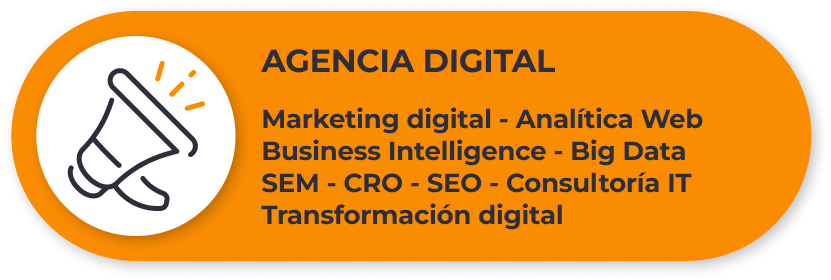 AGENCIA DIGITAL
Marketing digital - Analítica Web
Business Intelligence - Big Data
SEM - CRO - SEO - Consultoría IT
Transformación digital